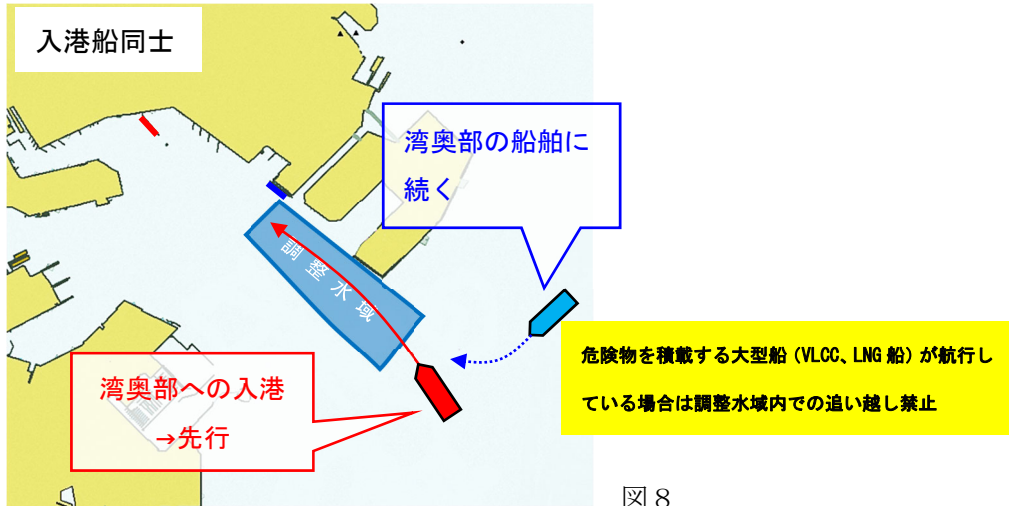 入港船同士
湾奥部の船舶に
続く
調整水域
危険物を積載する大型船（VLCC、LNG船）が航行し
ている場合は調整水域内での追い越し禁止
湾奥部への入港
→先行
図８